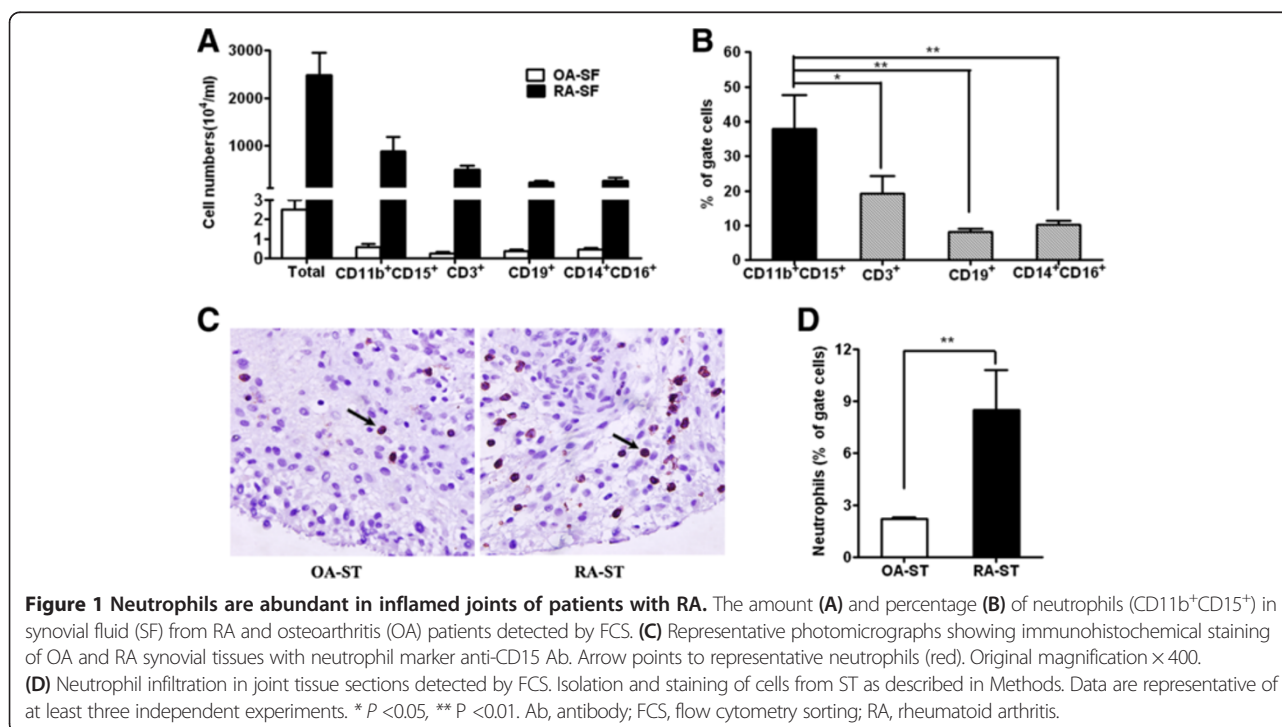 A
Cell numbers(10⁴/ml)
3000
2000
1000
3
2
1
0
OA-SF
RA-SF
Total CD11b⁺CD15⁺ CD3⁺ CD19⁺ CD14⁺CD16⁺
B
% of gate cells
60
50
40
30
20
10
0
**
**
*
CD11b⁺CD15⁺ CD3⁺ CD19⁺ CD14⁺CD16⁺
C
OA-ST RA-ST
D
Neutrophils (% of gate cells)
12
9
6
3
0
**
OA-ST RA-ST
Figure 1 Neutrophils are abundant in inflamed joints of patients with RA. The amount (A) and percentage (B) of neutrophils (CD11b⁺CD15⁺) in
synovial fluid (SF) from RA and osteoarthritis (OA) patients detected by FCS. (C) Representative photomicrographs showing immunohistochemical staining
of OA and RA synovial tissues with neutrophil marker anti-CD15 Ab. Arrow points to representative neutrophils (red). Original magnification × 400.
(D) Neutrophil infiltration in joint tissue sections detected by FCS. Isolation and staining of cells from ST as described in Methods. Data are representative of
at least three independent experiments. * P <0.05, ** P <0.01. Ab, antibody; FCS, flow cytometry sorting; RA, rheumatoid arthritis.